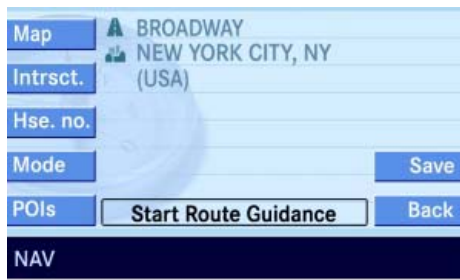 Map
BROADWAY
NEW YORK CITY, NY
Intrsct.
(USA)
Hse. no.
Mode
Save
POIs
Start Route Guidance
Back
NAV